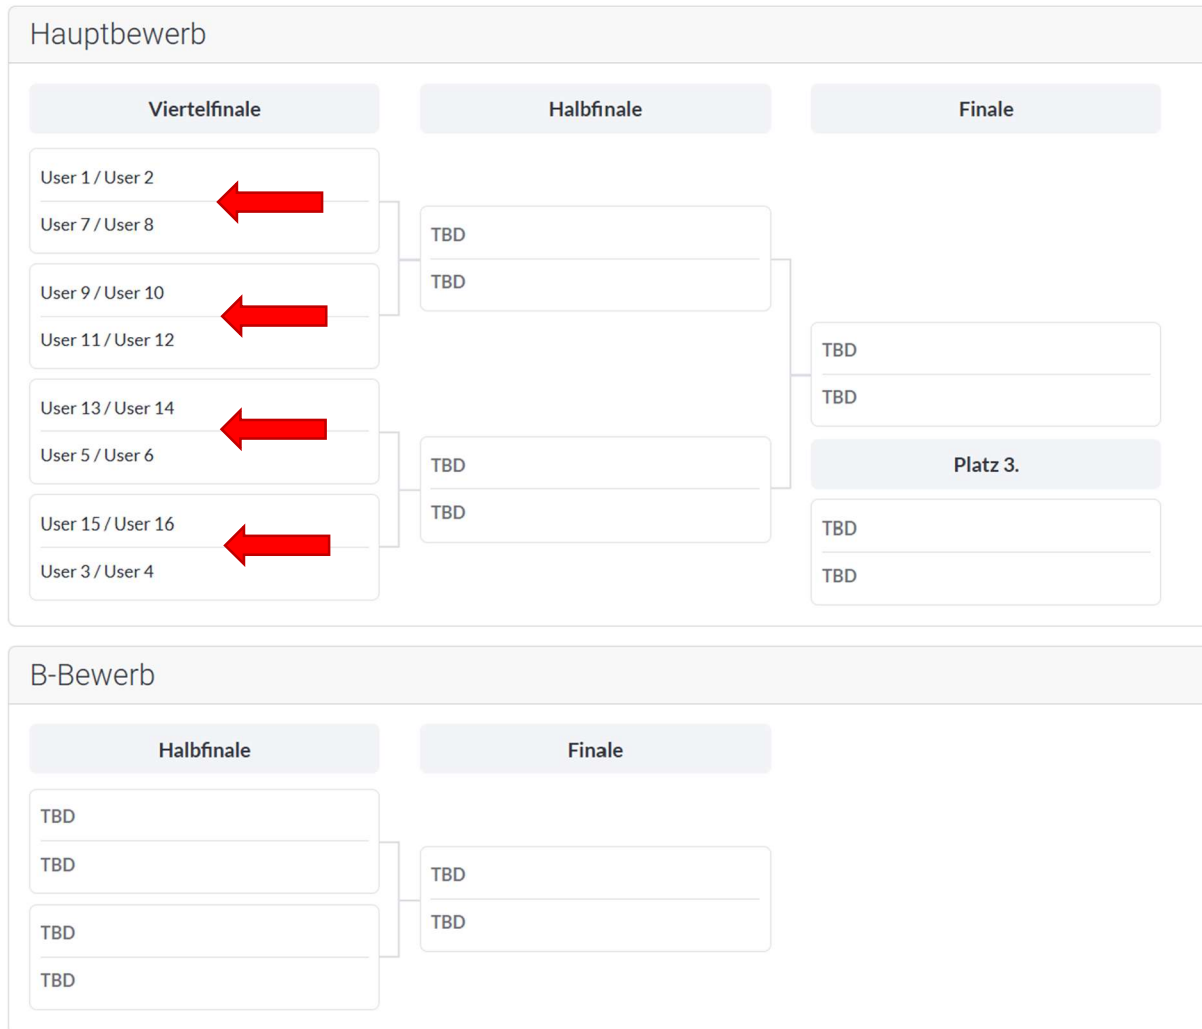 Hauptbewerb
Viertelfinale
Halbfinale
Finale
User 1 / User 2
User 7 / User 8
User 9 / User 10
User 11 / User 12
User 13 / User 14
User 5 / User 6
User 15 / User 16
User 3 / User 4
TBD
TBD
TBD
TBD
TBD
TBD
Platz 3.
TBD
TBD
B-Bewerb
Halbfinale
Finale
TBD
TBD
TBD
TBD
TBD
TBD